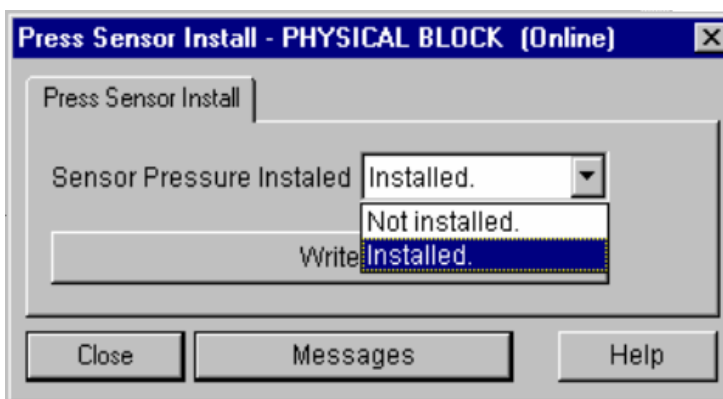 Press Sensor Install - PHYSICAL BLOCK (Online)
Press Sensor Install
Sensor Pressure Instaled Installed.
Not installed.
Write Installed.
Close Messages Help